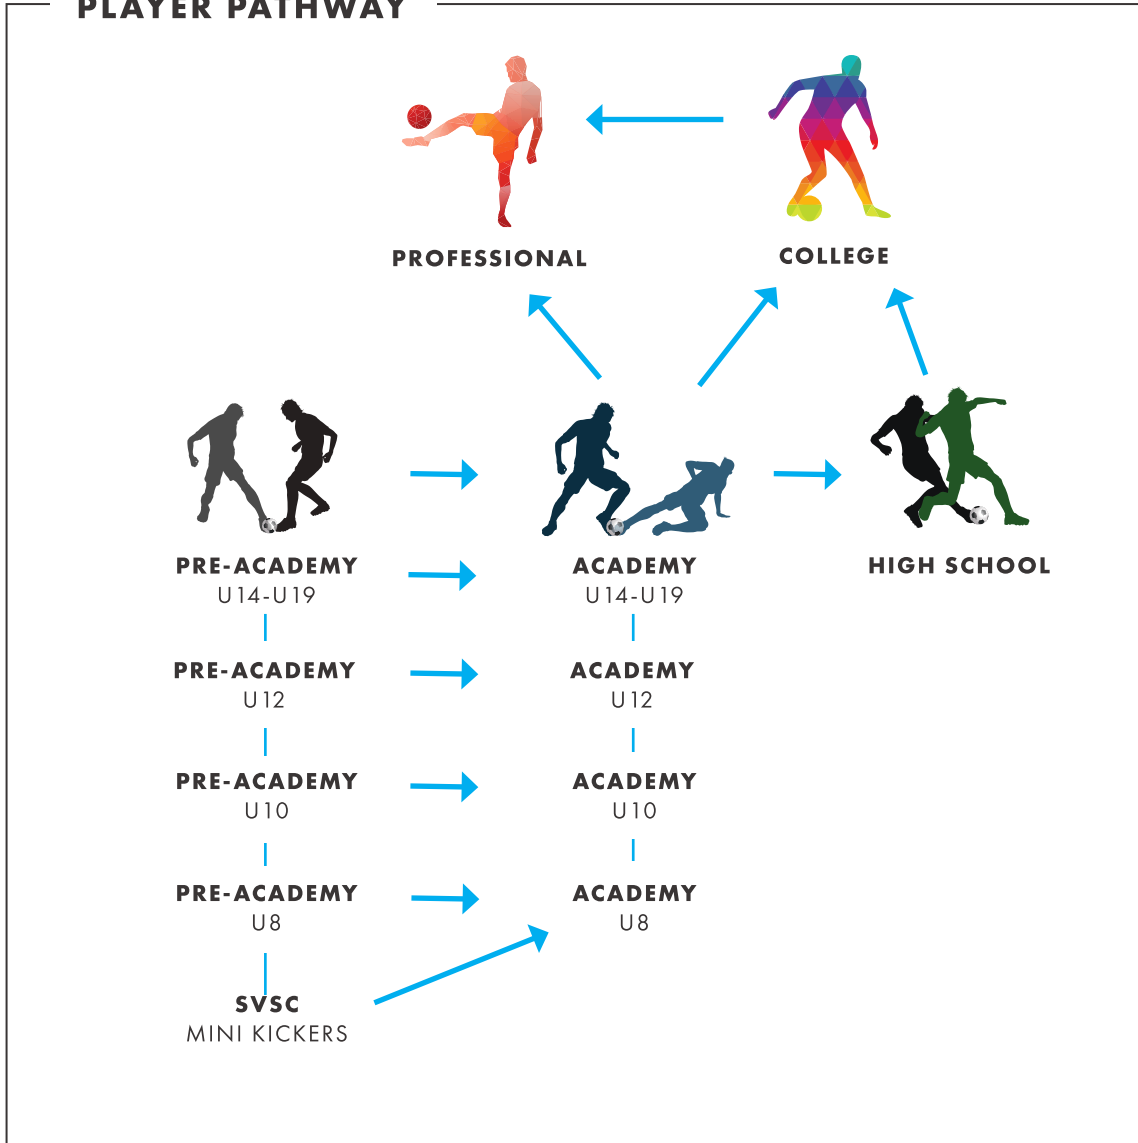 PLAYER PATHWAY
PROFESSIONAL
COLLEGE
PRE-ACADEMY
U14-U19
ACADEMY
U14-U19
HIGH SCHOOL
PRE-ACADEMY
U12
ACADEMY
U12
PRE-ACADEMY
U10
ACADEMY
U10
PRE-ACADEMY
U8
ACADEMY
U8
SVSC
MINI KICKERS